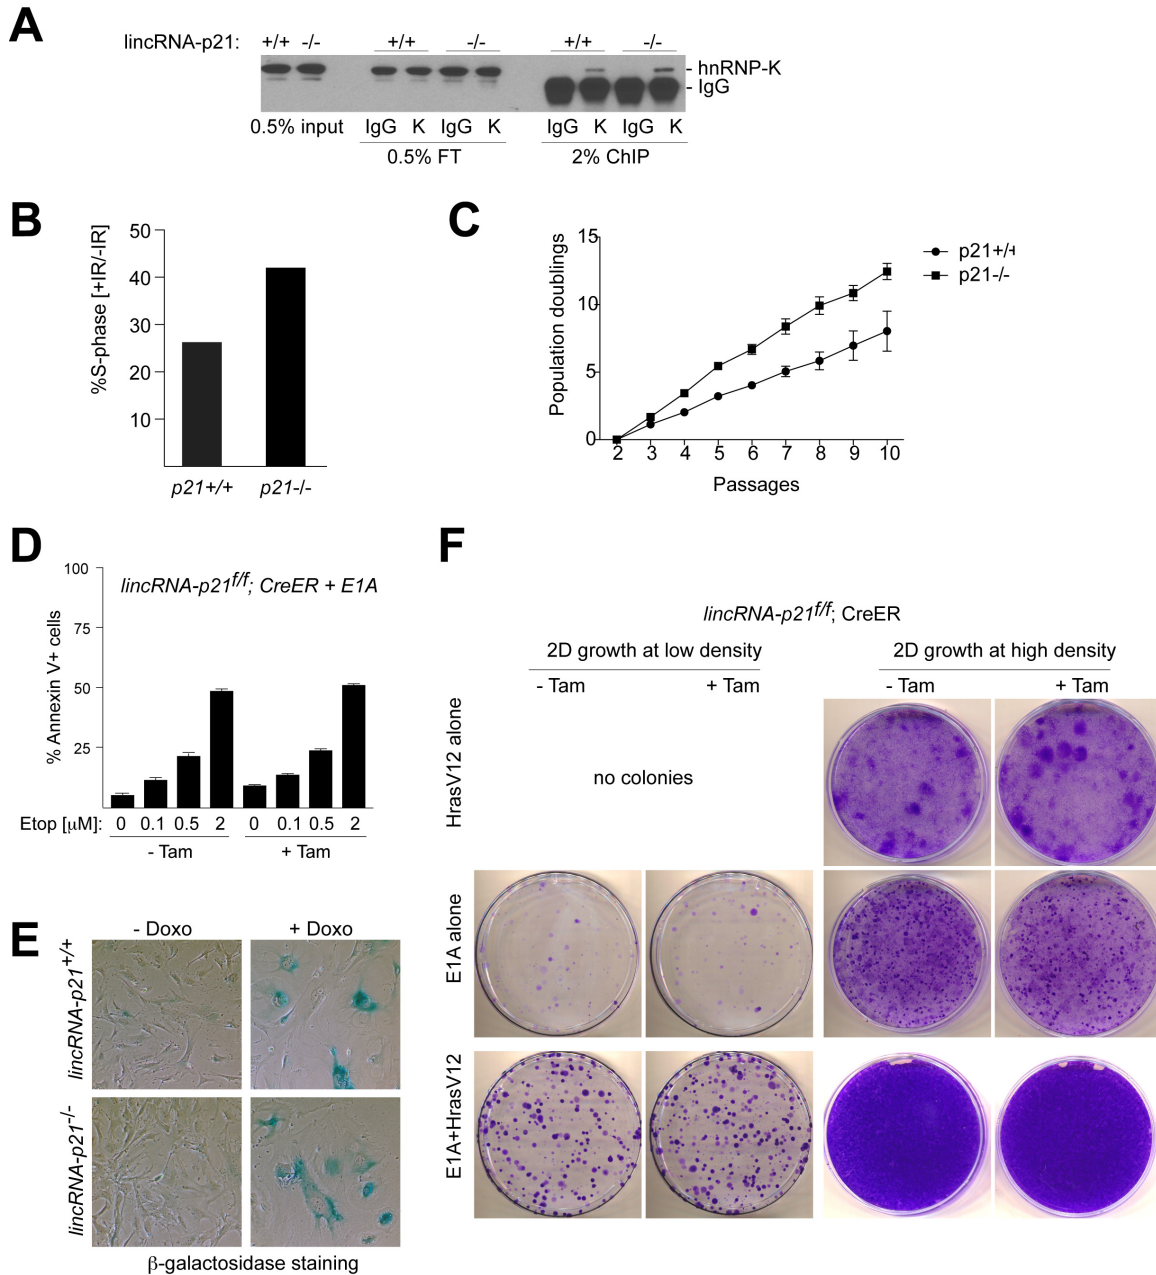 A
lincRNA-p21: +/+ -/- +/+ -/- +/+ -/-
- hnRNP-K
- IgG
0.5% input IgG K IgG K IgG K IgG K
0.5% FT 2% ChIP
B
%S-phase [+IR/-IR]
50
40
30
20
10
p21+/+ p21-/-
C
Population doublings
15
10
5
0
2 3 4 5 6 7 8 9 10
Passages
p21+/+
p21-/-
D
lincRNA-p21f/f; CreER + E1A
% Annexin V+ cells
100
75
50
25
Etop [µM]: 0 0.1 0.5 2 0 0.1 0.5 2
- Tam + Tam
E
- Doxo + Doxo
lincRNA-p21+/+
lincRNA-p21-/-
β-galactosidase staining
F
lincRNA-p21f/f; CreER
2D growth at low density 2D growth at high density
- Tam + Tam - Tam + Tam
HrasV12 alone
no colonies
E1A alone
E1A+HrasV12